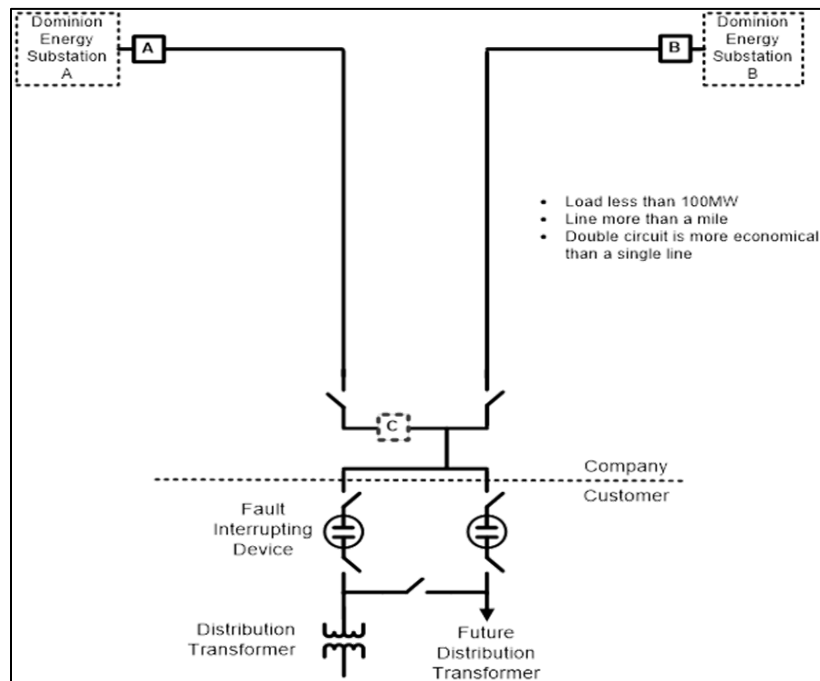 Dominion
Energy
Substation
A
A
B
Dominion
Energy
Substation
B
• Load less than 100MW
• Line more than a mile
• Double circuit is more economical
than a single line
C
Company
Customer
Fault
Interrupting
Device
Distribution
Transformer
Future
Distribution
Transformer